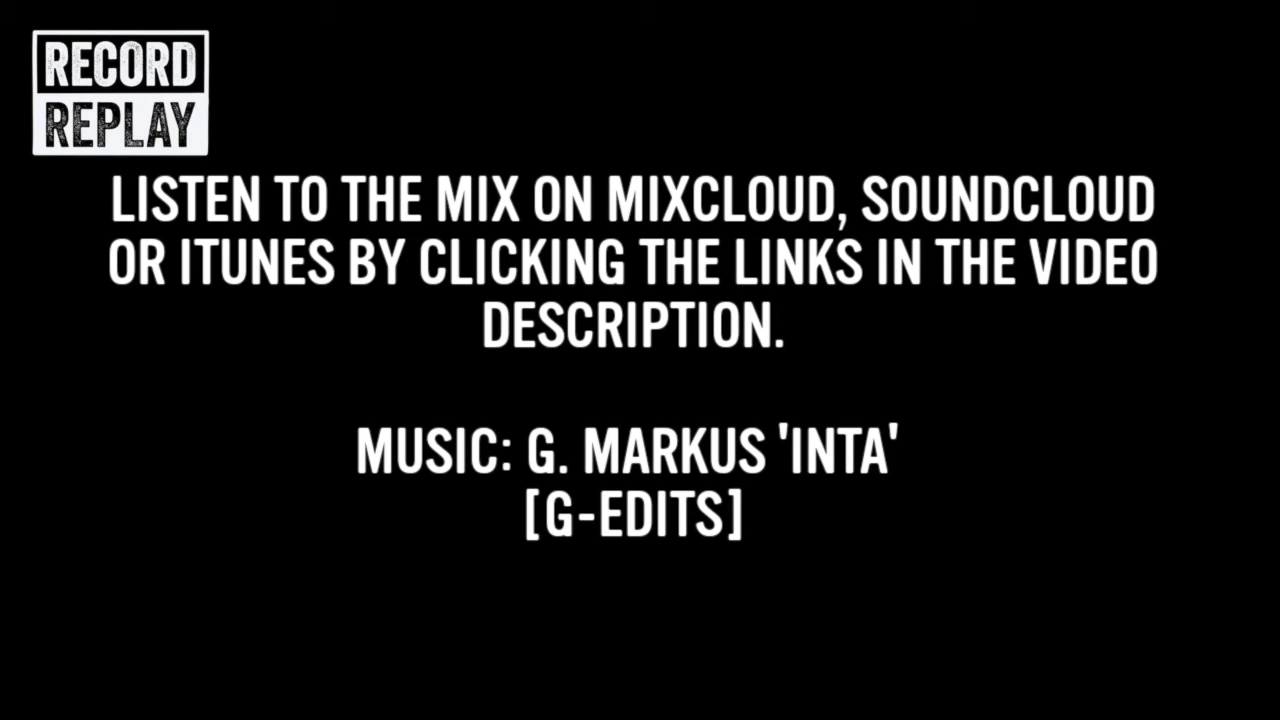 RECORD
REPLAY
LISTEN TO THE MIX ON MIXCLOUD, SOUNDCLOUD
OR ITUNES BY CLICKING THE LINKS IN THE VIDEO
DESCRIPTION.
MUSIC: G. MARKUS 'INTA'
[G-EDITS]